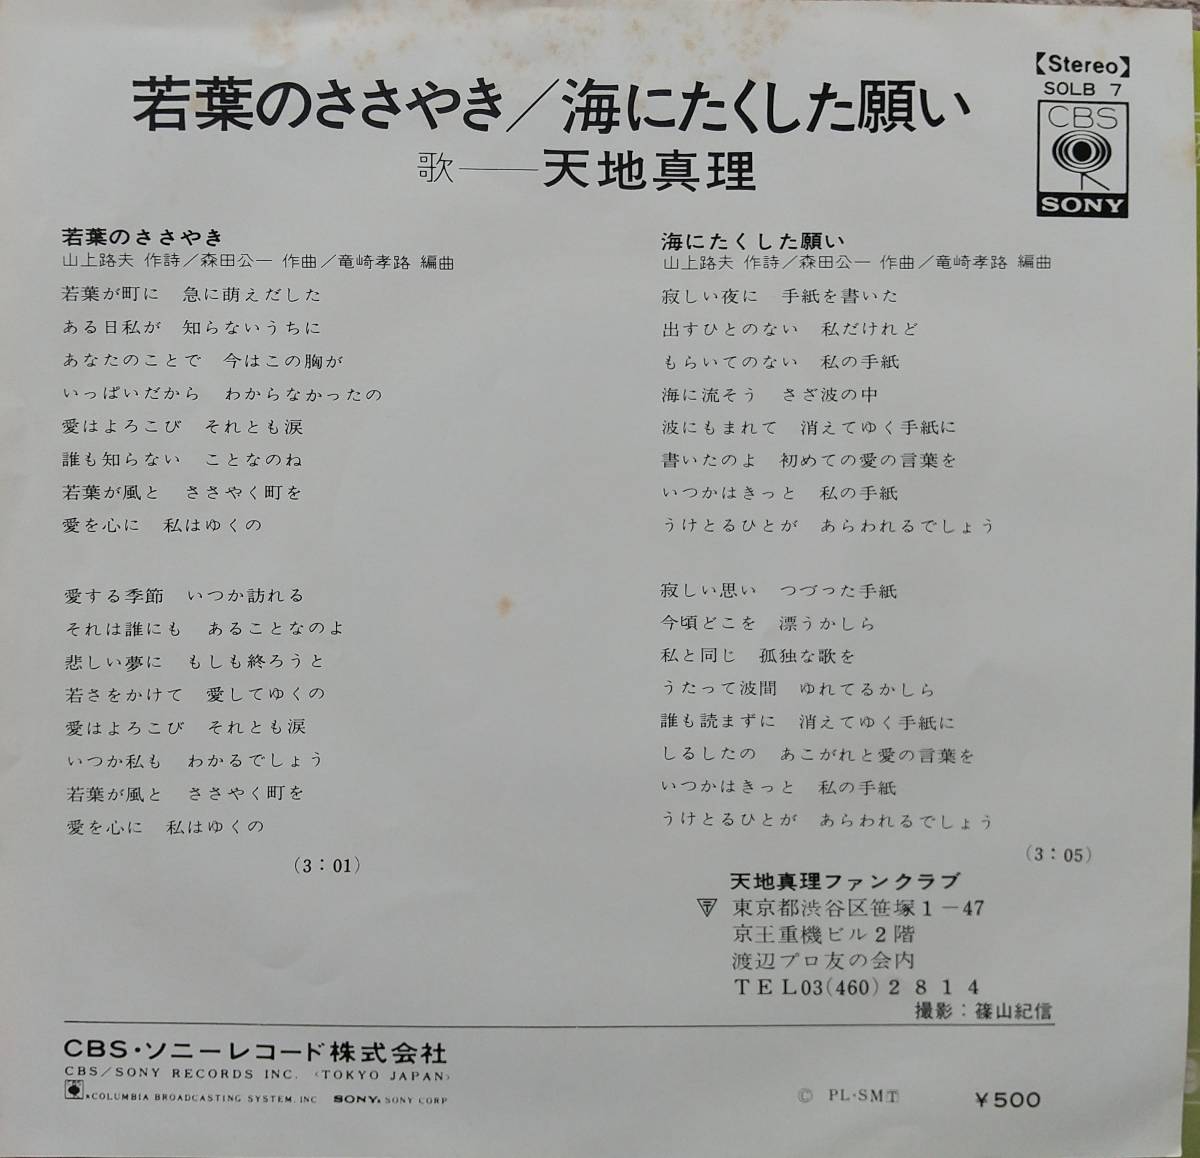 若葉のささやき／海にたくした願い
歌──天地真理
【Stereo】
SOLB 7
CBS
SONY
若葉のささやき
山上路夫 作詩／森田公一 作曲／竜崎孝路 編曲
若葉が町に　急に萌えだした
ある日私が　知らないうちに
あなたのことで　今はこの胸が
いっぱいだから　わからなかったの
愛はよろこび　それとも涙
誰も知らない　ことなのね
若葉が風と　ささやく町を
愛を心に　私はゆくの
愛する季節　いつか訪れる
それは誰にも　あることなのよ
悲しい夢に　もしも終ろうと
若さをかけて　愛してゆくの
愛はよろこび　それとも涙
いつか私も　わかるでしょう
若葉が風と　ささやく町を
愛を心に　私はゆくの
(3：01)
海にたくした願い
山上路夫 作詩／森田公一 作曲／竜崎孝路 編曲
寂しい夜に　手紙を書いた
出すひとのない　私だけれど
もらいてのない　私の手紙
海に流そう　さざ波の中
波にもまれて　消えてゆく手紙に
書いたのよ　初めての愛の言葉を
いつかはきっと　私の手紙
うけとるひとが　あらわれるでしょう
寂しい思い　つづった手紙
今頃どこを　漂うかしら
私と同じ　孤独な歌を
うたって波間　ゆれてるかしら
誰も読まずに　消えてゆく手紙に
しるしたの　あこがれと愛の言葉を
いつかはきっと　私の手紙
うけとるひとが　あらわれるでしょう
(3：05)
天地真理ファンクラブ
東京都渋谷区笹塚1－47
京王重機ビル2階
渡辺プロ友の会内
TEL03(460)2814
撮影：篠山紀信
CBS・ソニーレコード株式会社
CBS/SONY RECORDS INC. (TOKYO JAPAN)
COLUMBIA BROADCASTING SYSTEM, INC SONY, SONY CORP
© PL・SM🅃
¥500